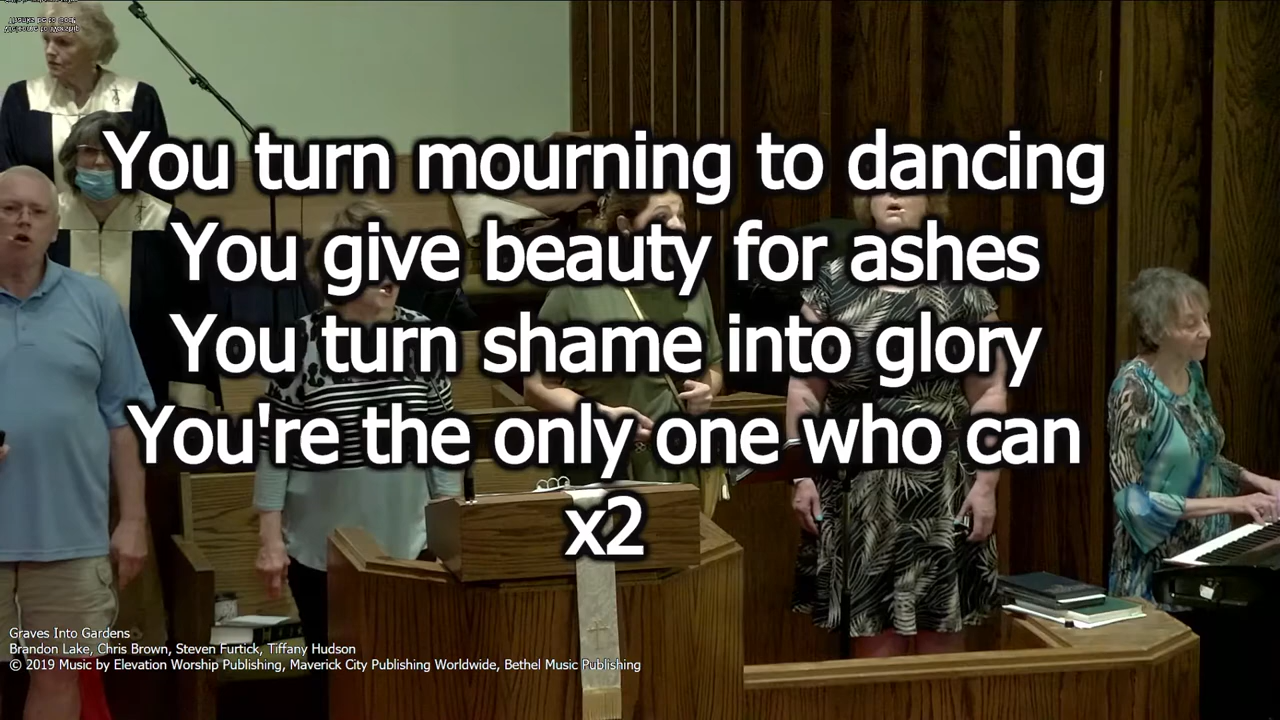 You turn mourning to dancing
You give beauty for ashes
You turn shame into glory
You're the only one who can
x2
Graves Into Gardens
Brandon Lake, Chris Brown, Steven Furtick, Tiffany Hudson
© 2019 Music by Elevation Worship Publishing, Maverick City Publishing Worldwide, Bethel Music Publishing